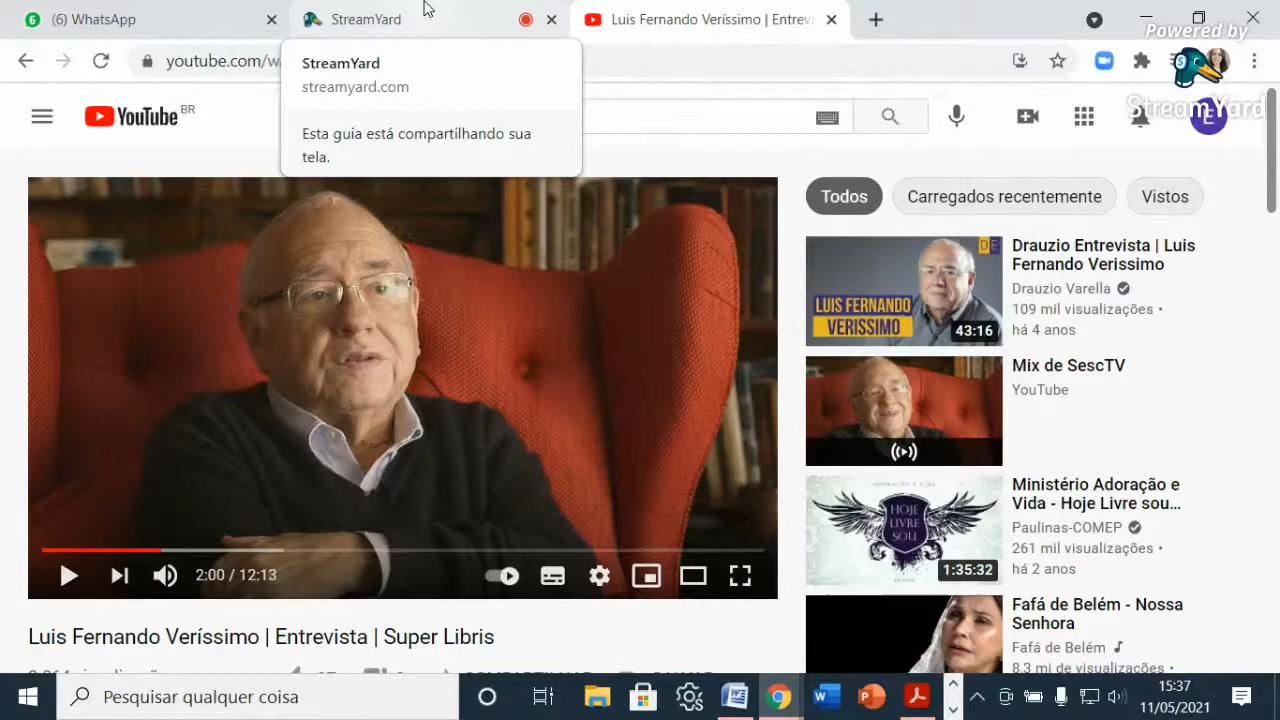 (6) WhatsApp
StreamYard
Luis Fernando Veríssimo | Entrev
Powered by
StreamYard
youtube.com/w
StreamYard
streamyard.com
Esta guia está compartilhando sua
tela.
YouTube BR
E
Todos
Carregados recentemente
Vistos
LUIS FERNANDO
VERISSIMO
DE
43:16
Drauzio Entrevista | Luis
Fernando Verissimo
Drauzio Varella
109 mil visualizações •
há 4 anos
Mix de SescTV
YouTube
HOJE
LIVRE
SOU
1:35:32
Ministério Adoração e
Vida - Hoje Livre sou...
Paulinas-COMEP
261 mil visualizações •
há 2 anos
Fafá de Belém - Nossa
Senhora
Fafá de Belém
8,3 mi de visualizações •
2:00 / 12:13
Luis Fernando Veríssimo | Entrevista | Super Libris
Pesquisar qualquer coisa
15:37
11/05/2021